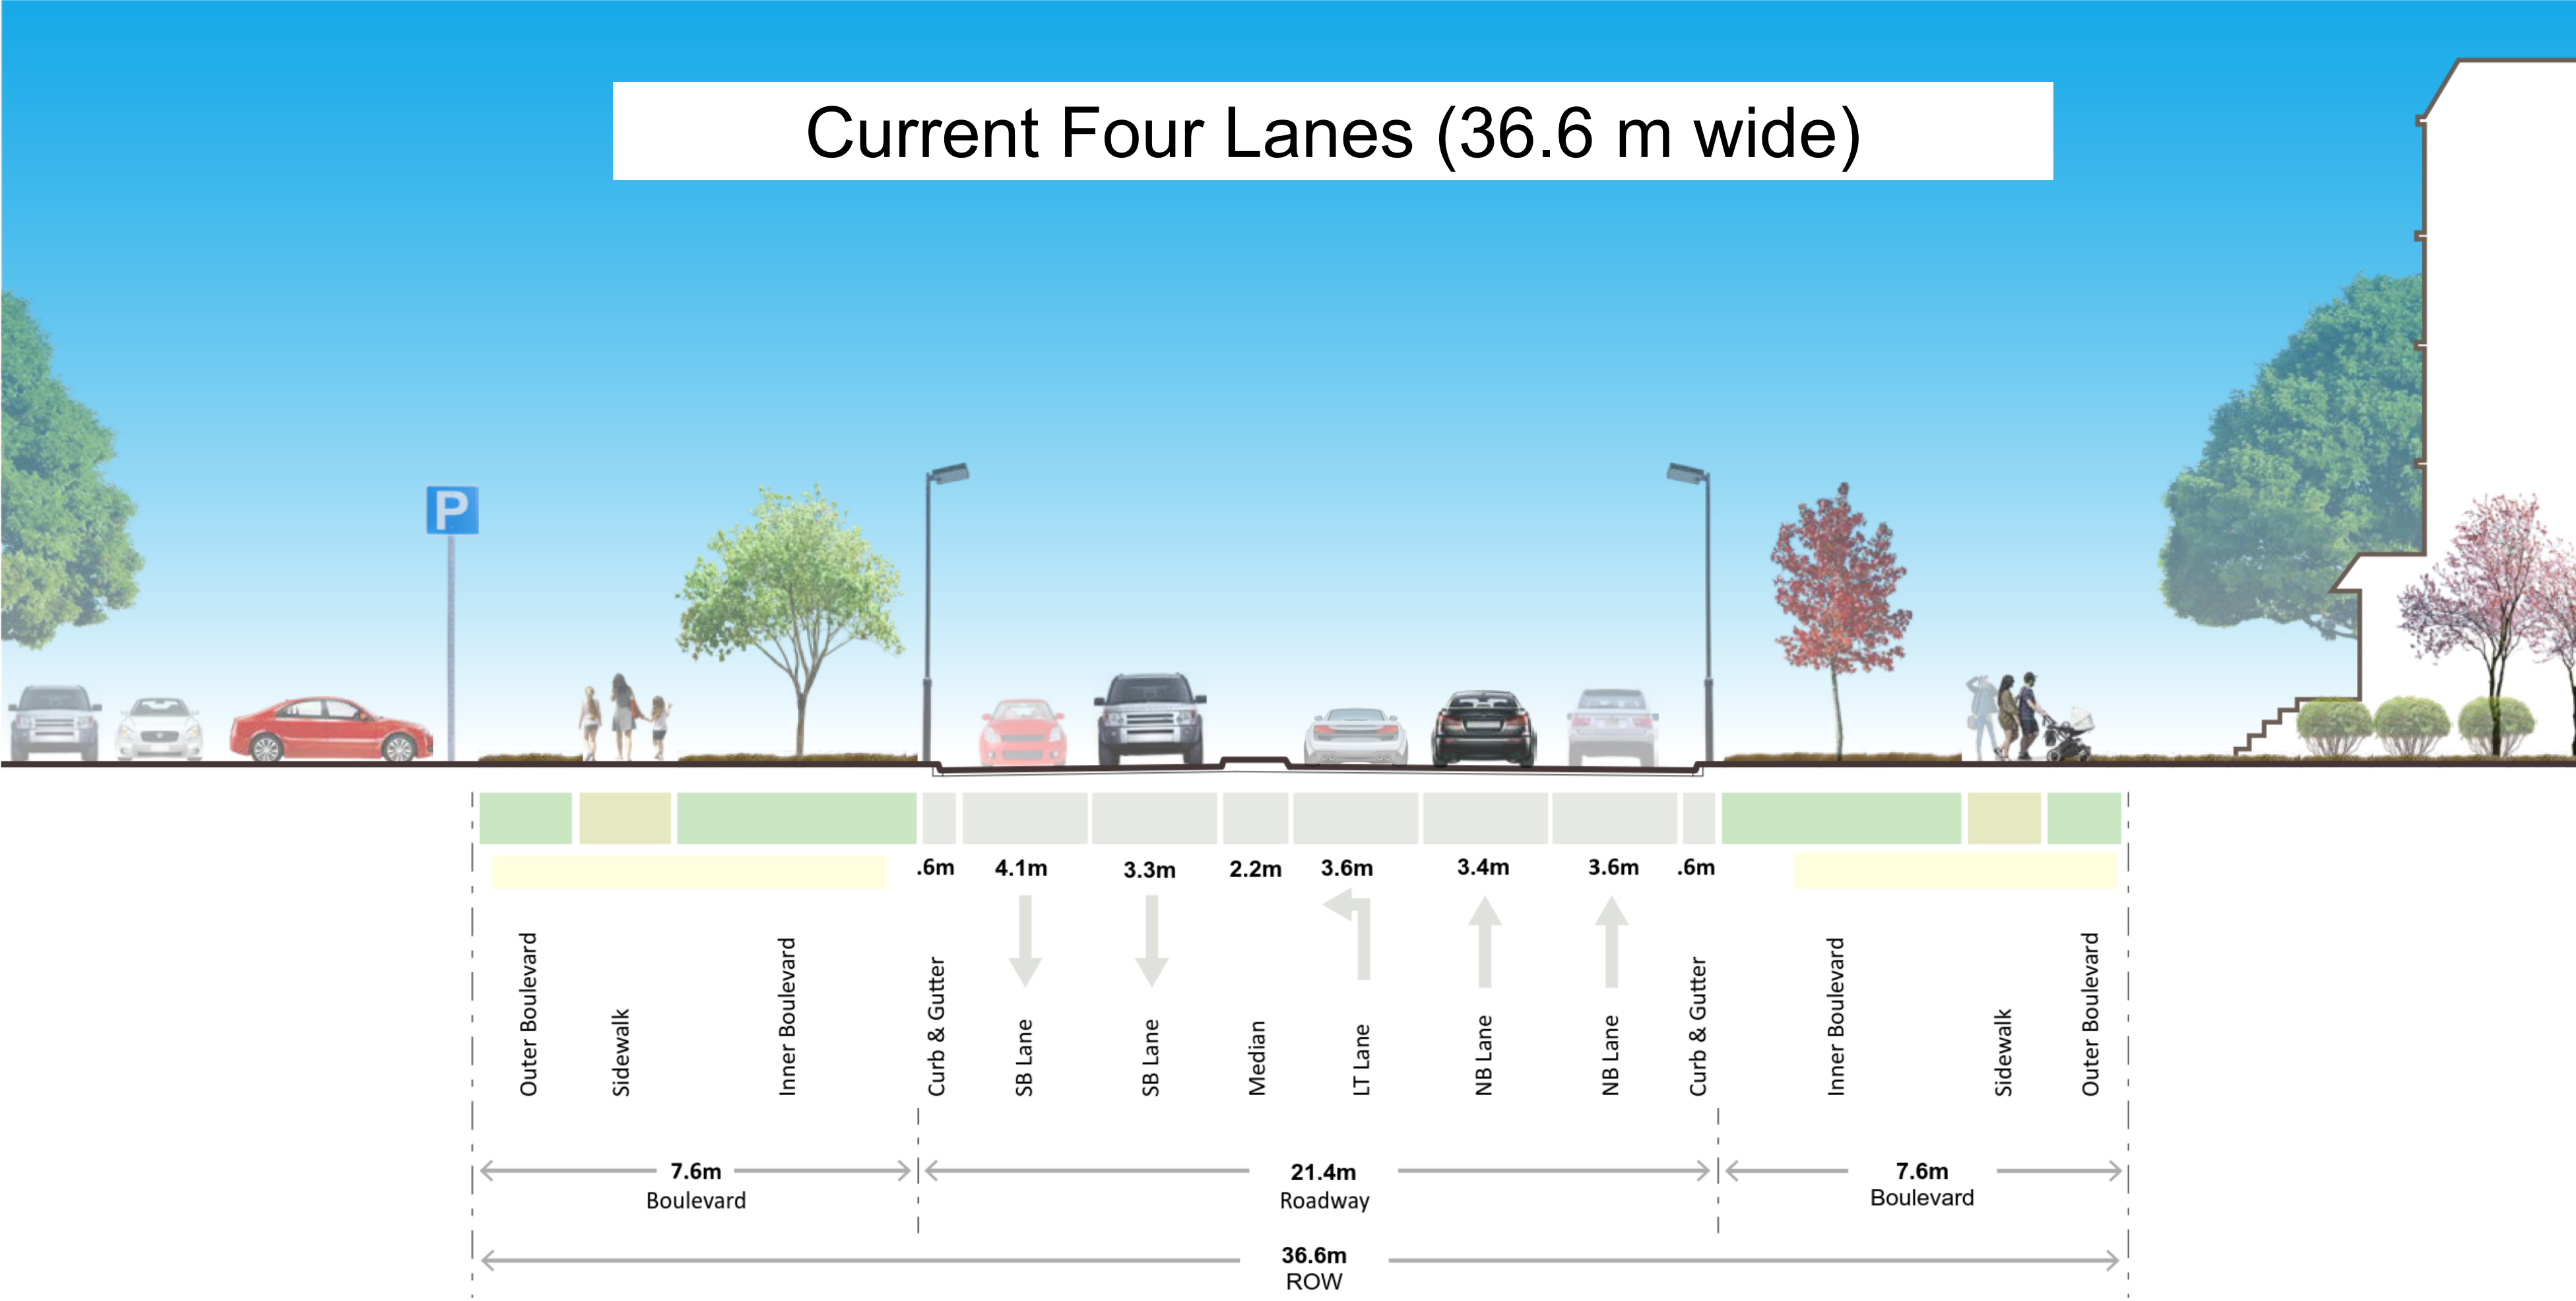 Current Four Lanes (36.6 m wide)
P
.6m 4.1m 3.3m 2.2m 3.6m 3.4m 3.6m .6m
Outer Boulevard
Sidewalk
Inner Boulevard
Curb & Gutter
SB Lane
SB Lane
Median
LT Lane
NB Lane
NB Lane
Curb & Gutter
Inner Boulevard
Sidewalk
Outer Boulevard
7.6m
Boulevard
21.4m
Roadway
7.6m
Boulevard
36.6m
ROW